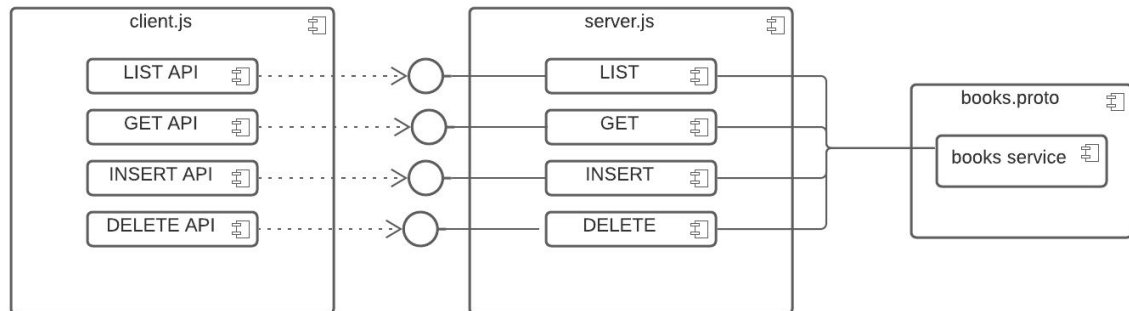 client.js
LIST API
GET API
INSERT API
DELETE API
server.js
LIST
GET
INSERT
DELETE
books.proto
books service